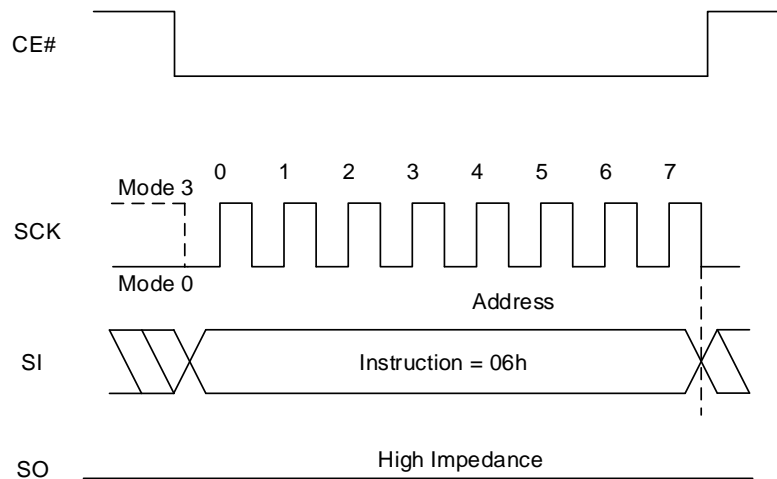 CE#
0 1 2 3 4 5 6 7
Mode 3
SCK
Mode 0
Address
SI
Instruction = 06h
High Impedance
SO